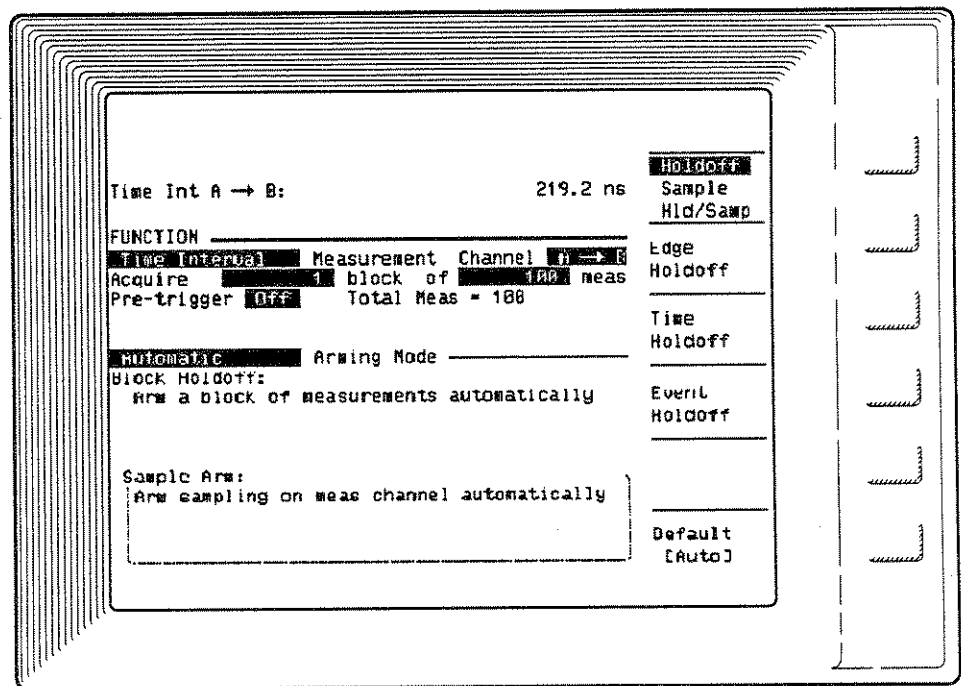 Time Int A → B: 219.2 ns
FUNCTION
Time Interval Measurement Channel A → B
Acquire 1 block of 100 meas
Pre-trigger Off Total Meas = 100
Automatic Arming Mode
Block Holdoff:
Arm a block of measurements automatically
Sample Arm:
Arm sampling on meas channel automatically
Holdoff
Sample
Hld/Samp
Edge
Holdoff
Time
Holdoff
Event
Holdoff
Default
[Auto]